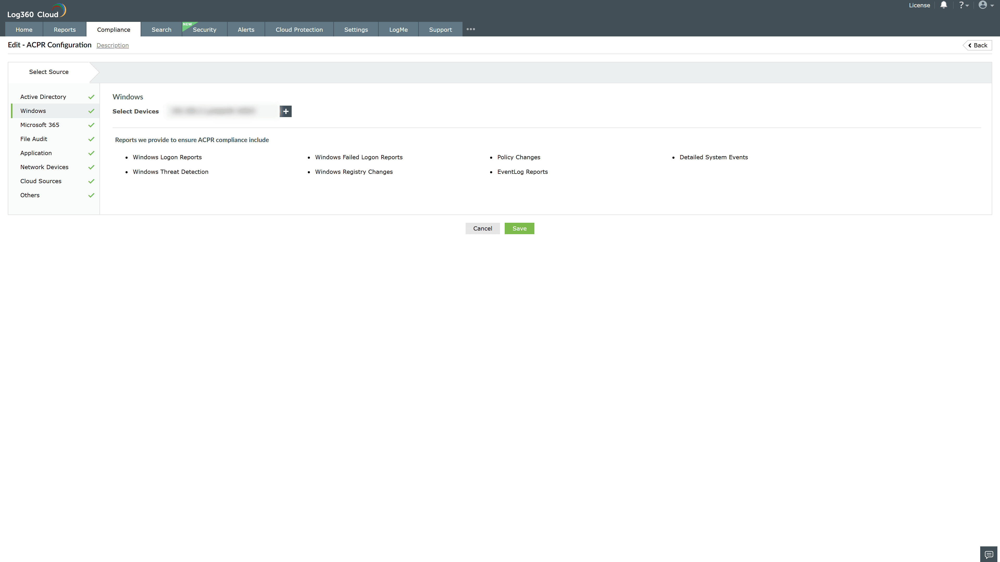 Log360 Cloud
License
?
Home Reports Compliance Search NEW Security Alerts Cloud Protection Settings LogMe Support
Edit - ACPR Configuration Description
Back
Select Source
Active Directory
Windows
Microsoft 365
File Audit
Application
Network Devices
Cloud Sources
Others
Windows
Select Devices
Reports we provide to ensure ACPR compliance include
• Windows Logon Reports • Windows Failed Logon Reports • Policy Changes • Detailed System Events
• Windows Threat Detection • Windows Registry Changes • EventLog Reports
Cancel Save